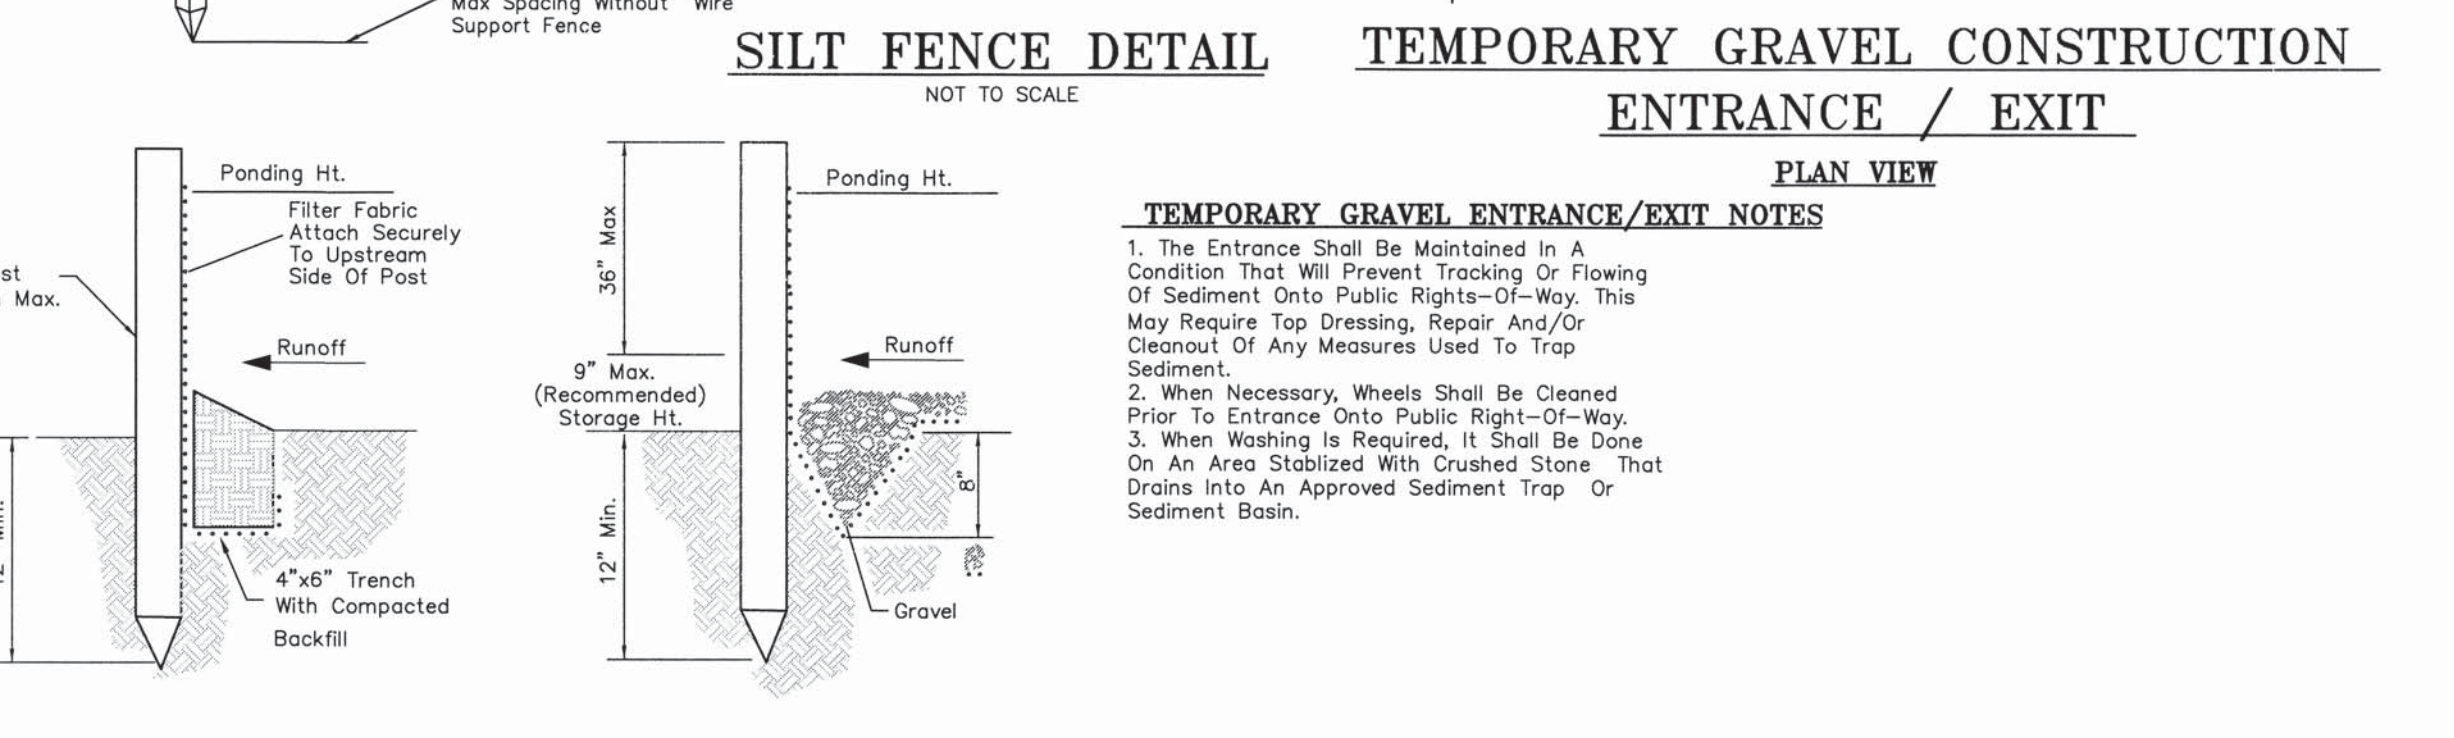 Max Spacing Without Wire
Support Fence
SILT FENCE DETAIL
NOT TO SCALE
Ponding Ht.
Filter Fabric
Attach Securely
To Upstream
Side Of Post
Max.
Runoff
4"x6" Trench
With Compacted
Backfill
36" Max
Ponding Ht.
Runoff
9" Max.
(Recommended)
Storage Ht.
12" Min.
8"
Gravel
TEMPORARY GRAVEL CONSTRUCTION
ENTRANCE / EXIT
PLAN VIEW
TEMPORARY GRAVEL ENTRANCE/EXIT NOTES
1. The Entrance Shall Be Maintained In A
Condition That Will Prevent Tracking Or Flowing
Of Sediment Onto Public Rights-Of-Way. This
May Require Top Dressing, Repair And/Or
Cleanout Of Any Measures Used To Trap
Sediment.
2. When Necessary, Wheels Shall Be Cleaned
Prior To Entrance Onto Public Right-Of-Way.
3. When Washing Is Required, It Shall Be Done
On An Area Stablized With Crushed Stone That
Drains Into An Approved Sediment Trap Or
Sediment Basin.